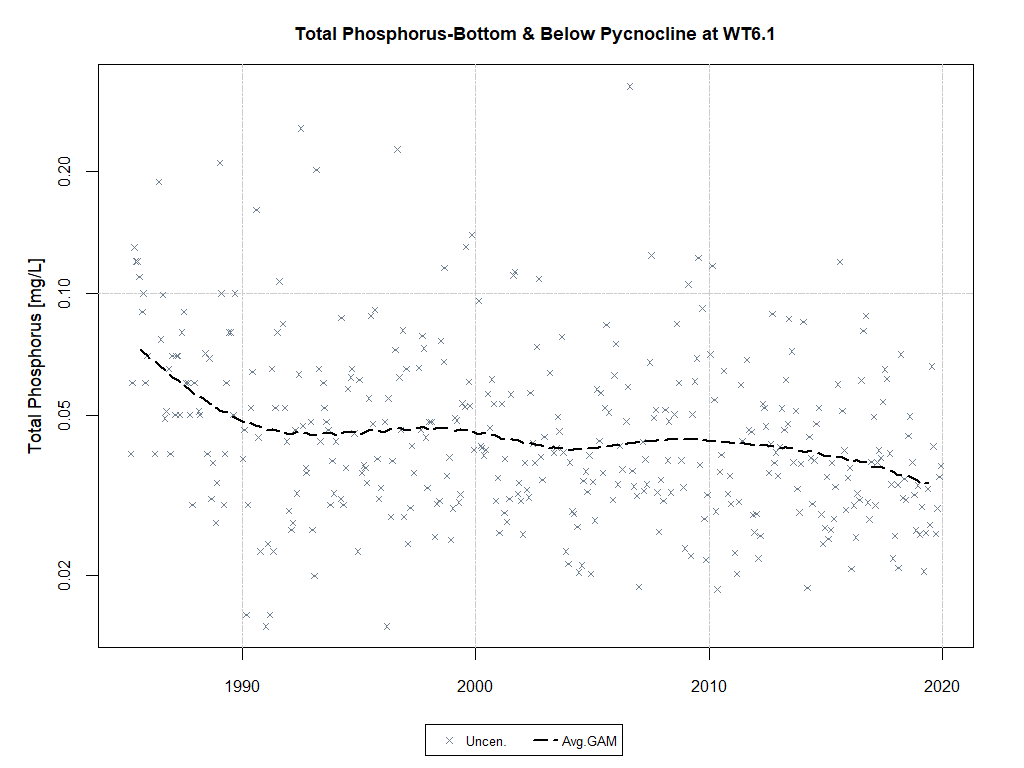 Total Phosphorus-Bottom & Below Pycnocline at WT6.1
Total Phosphorus [mg/L]
0.20
0.10
0.05
0.02
1990 2000 2010 2020
Uncen. Avg.GAM